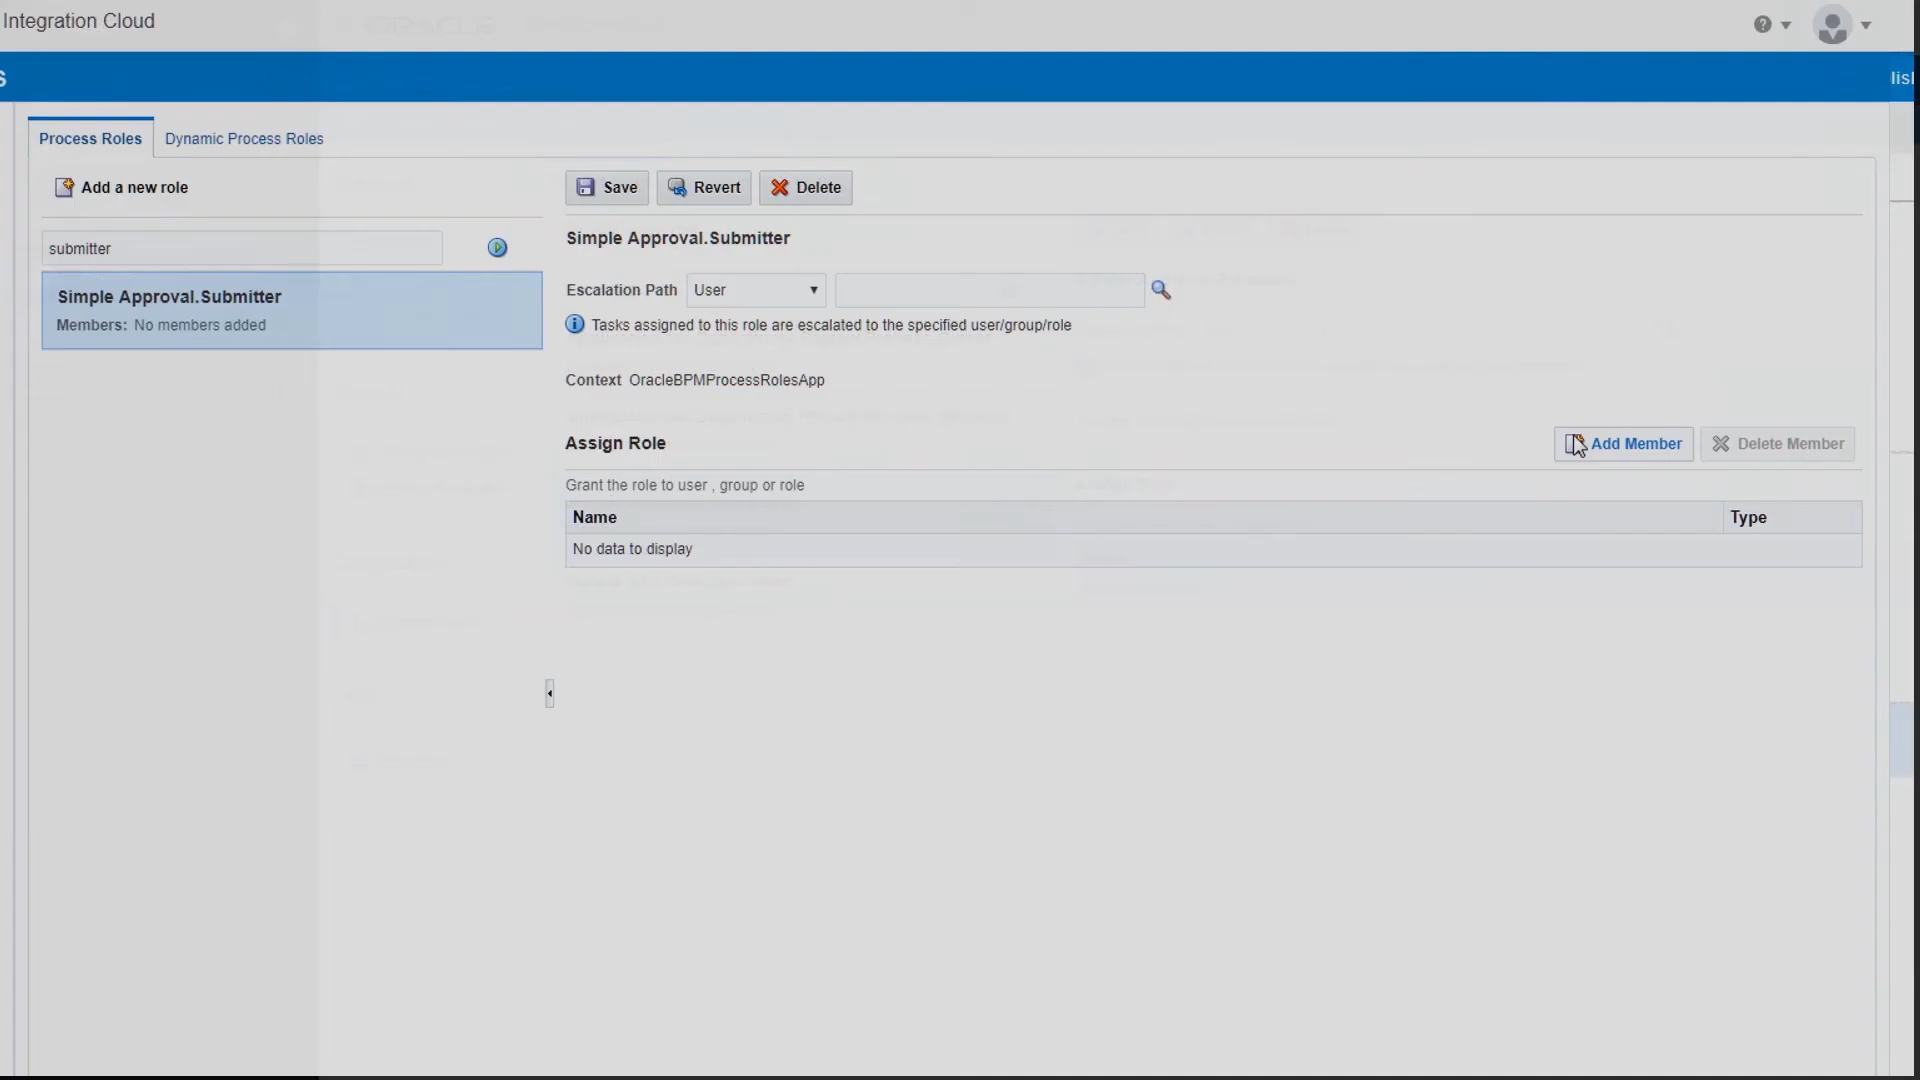 Integration Cloud
Process Roles
Dynamic Process Roles
Add a new role
Save
Revert
Delete
submitter
Simple Approval.Submitter
Simple Approval.Submitter
Members: No members added
Escalation Path
User
Tasks assigned to this role are escalated to the specified user/group/role
Context OracleBPMProcessRolesApp
Assign Role
Add Member
Delete Member
Grant the role to user , group or role
Name
Type
No data to display